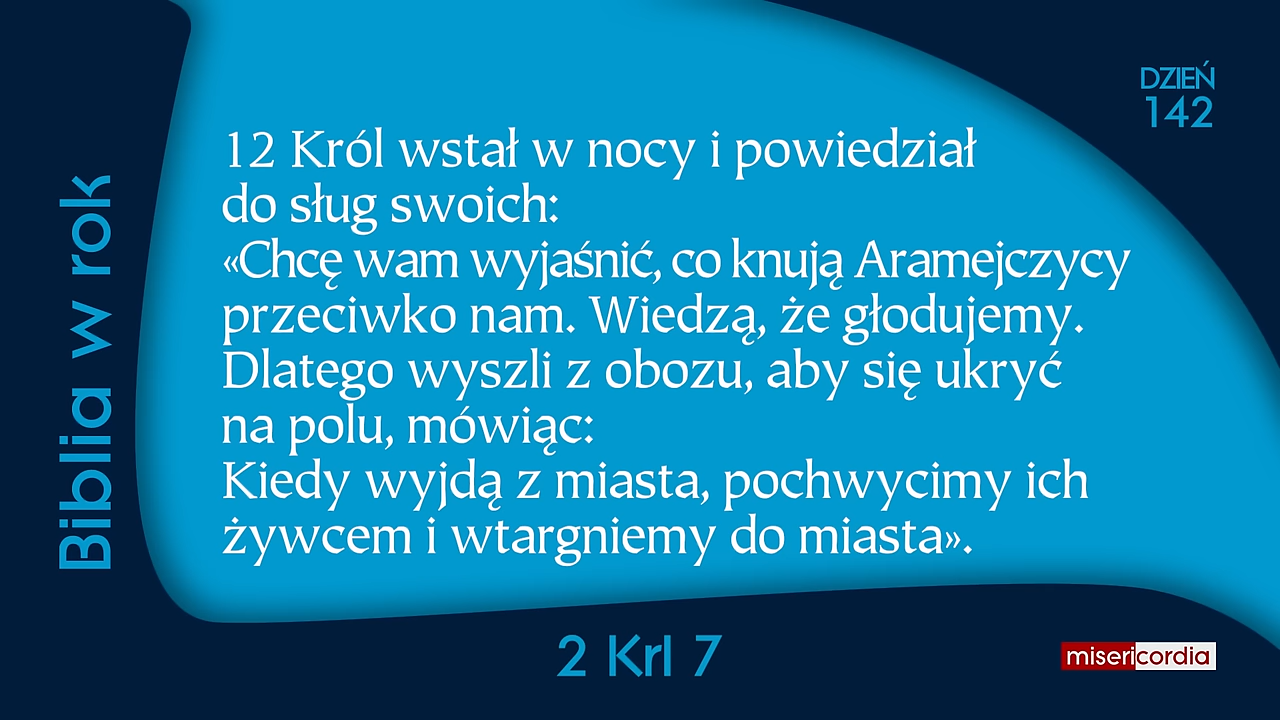 DZIEŃ
142
12 Król wstał w nocy i powiedział
do sług swoich:
«Chcę wam wyjaśnić, co knują Aramejczycy
przeciwko nam. Wiedzą, że głodujemy.
Dlatego wyszli z obozu, aby się ukryć
na polu, mówiąc:
Kiedy wyjdą z miasta, pochwycimy ich
żywcem i wtargniemy do miasta».
Biblia w rok
2 Krl 7
misericordia